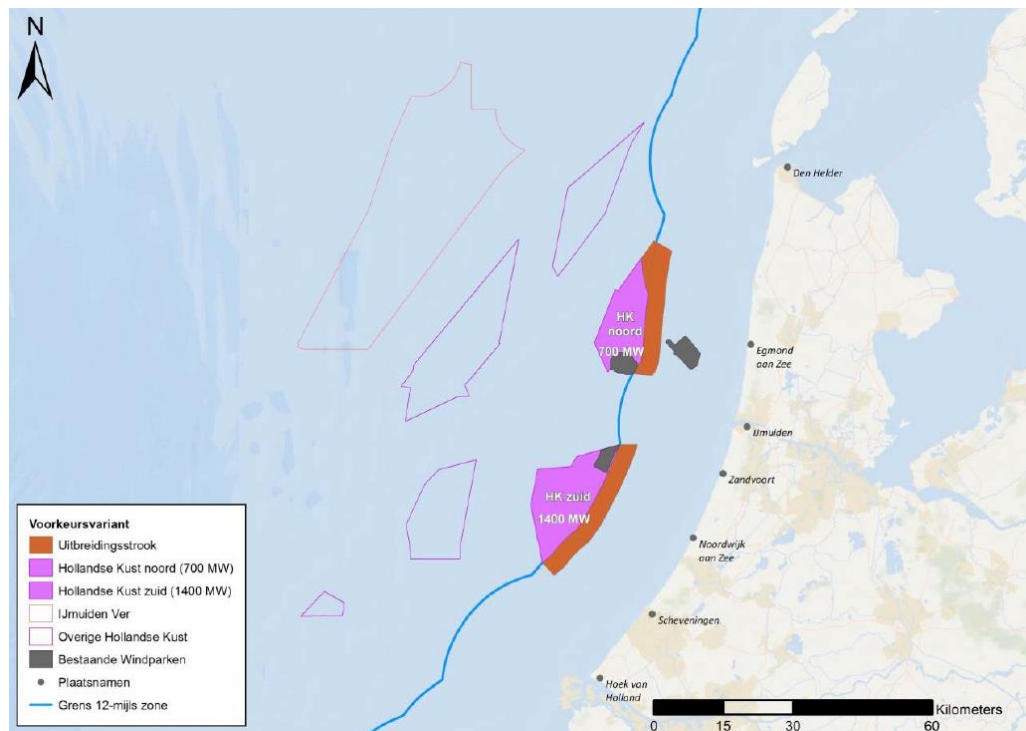 N
Den Helder
HK
noord
700 MW
Egmond
aan Zee
IJmuiden
Zandvoort
HK zuid
1400 MW
Noordwijk
aan Zee
Scheveningen
Hoek van
Holland
Voorkeursvariant
Uitbreidingsstrook
Hollandse Kust noord (700 MW)
Hollandse Kust zuid (1400 MW)
IJmuiden Ver
Overige Hollandse Kust
Bestaande Windparken
Plaatsnamen
Grens 12-mijls zone
Kilometers
0 15 30 60